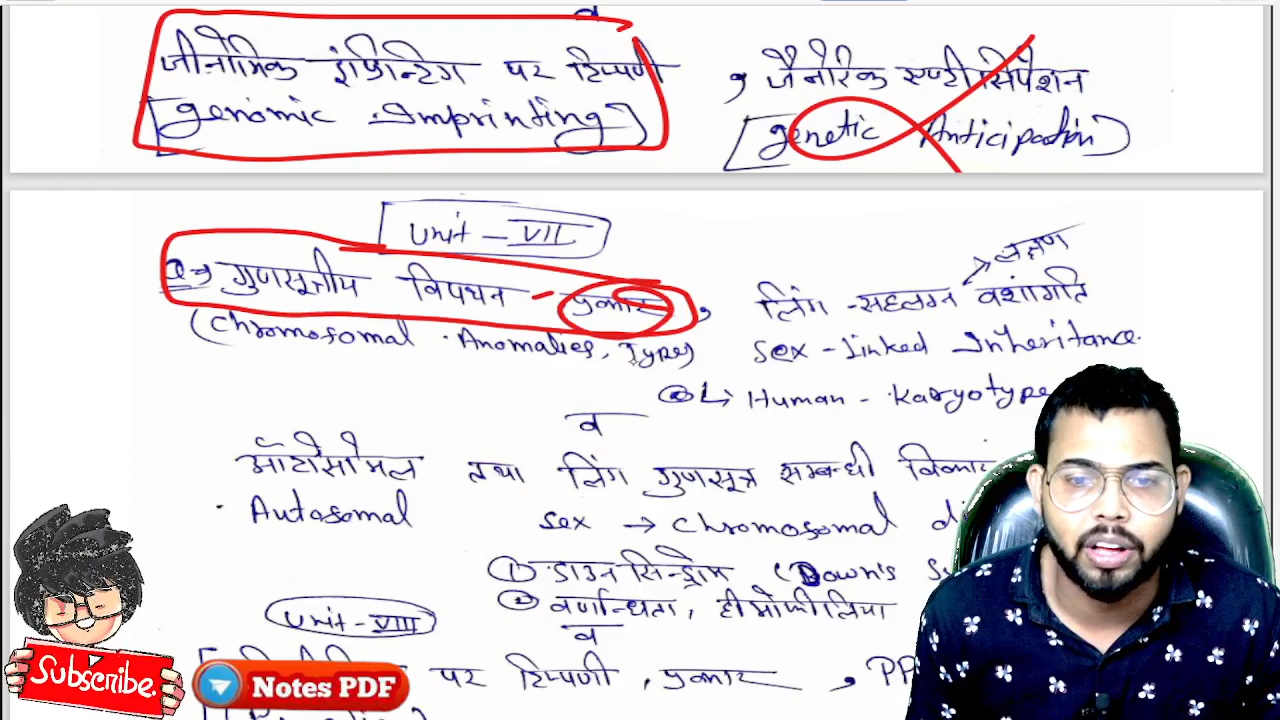 व
जीनोमिक इंप्रिन्टिंग पर टिप्पणी , जैनेरिक एण्टीसिपेशन
[genomic Imprinting] [genetic Anticipation]
Unit - VII
Q→ गुणसूत्रीय विपथन - प्रकार , लिंग - सहलग्न वंशागति → लक्षण
(Chromosomal Anomalies, Types) Sex - Linked Inheritance.
↳ Human - Karyotype
व
ऑटोसोमल तथा लिंग गुणसूत्र सम्बन्धी विकार
Autosomal Sex → Chromosomal
① डाउन सिन्ड्रोम (Down's
② वर्णान्धता, हीमोफीलिया
Unit - VIII
व
पर टिप्पणी , प्रकार ,
Subscribe.
Notes PDF